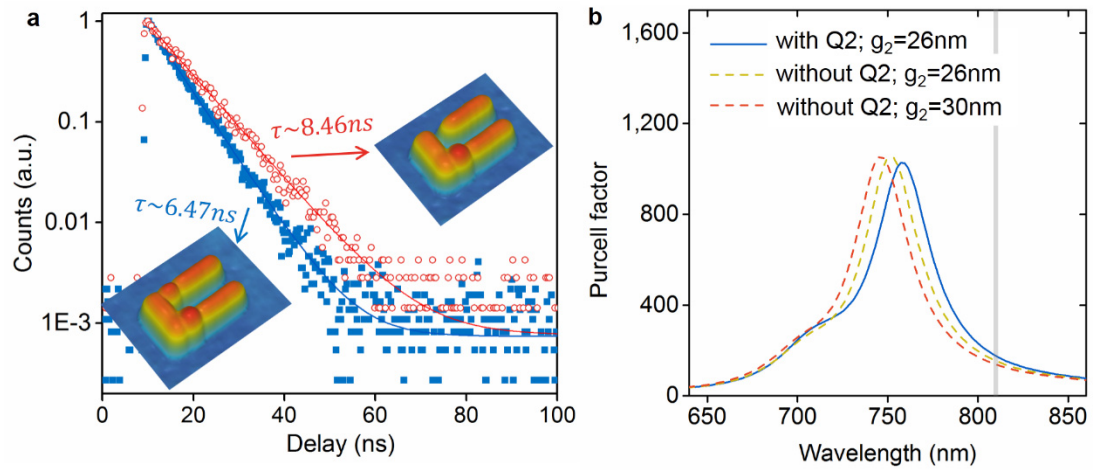 a
Counts (a.u.)
1
0.1
0.01
1E-3
τ~8.46ns
τ~6.47ns
0
20
40
60
80
100
Delay (ns)
b
Purcell factor
1,600
1,200
800
400
0
with Q2; g₂=26nm
without Q2; g₂=26nm
without Q2; g₂=30nm
650
700
750
800
850
Wavelength (nm)